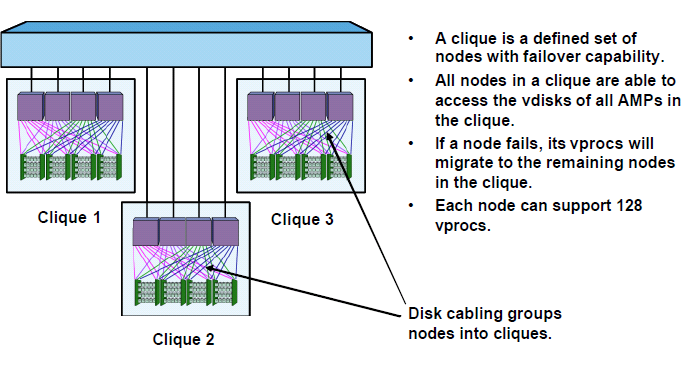 • A clique is a defined set of
nodes with failover capability.
• All nodes in a clique are able to
access the vdisks of all AMPs in
the clique.
• If a node fails, its vprocs will
migrate to the remaining nodes
in the clique.
• Each node can support 128
vprocs.
Clique 1
Clique 3
Clique 2
Disk cabling groups
nodes into cliques.